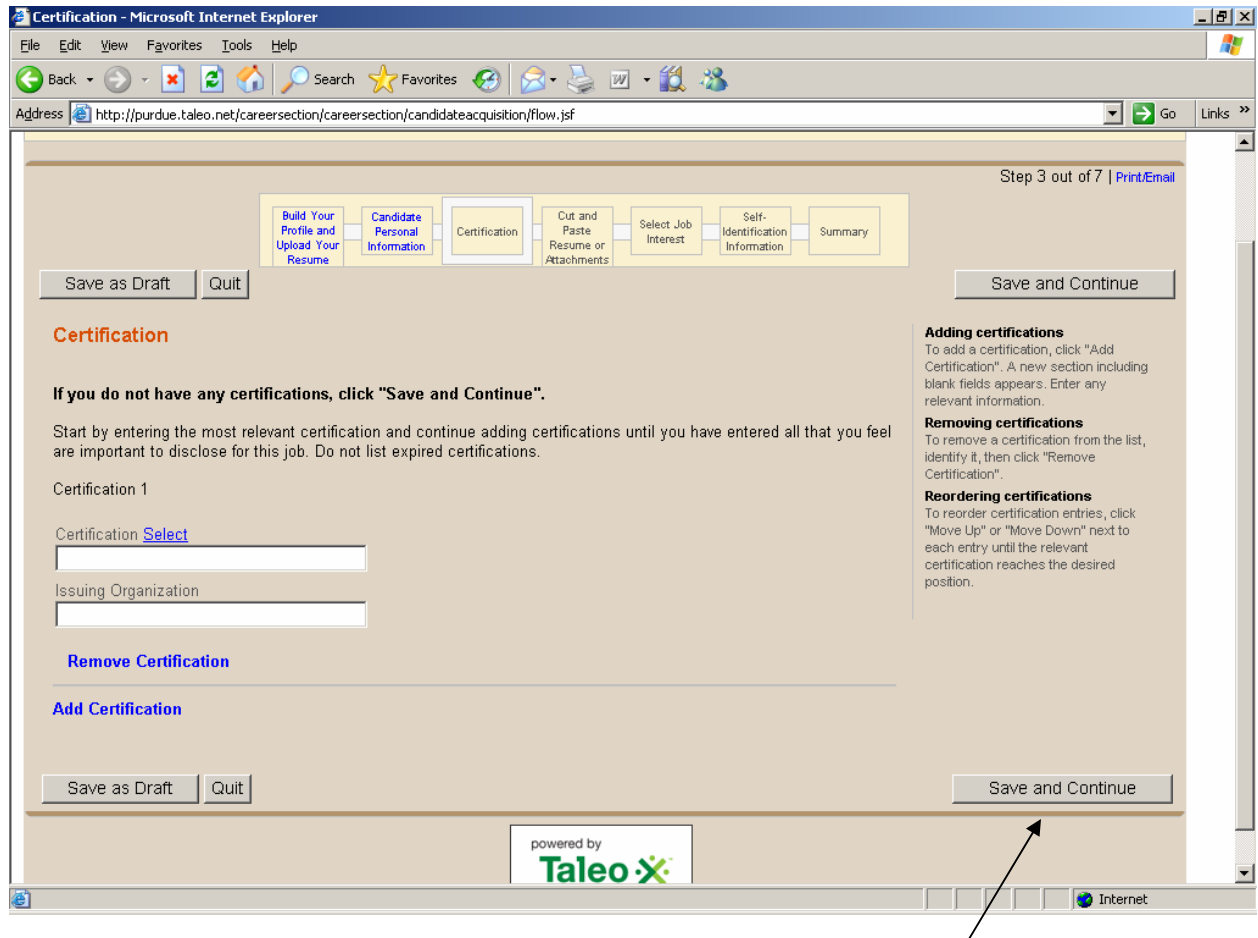 Certification - Microsoft Internet Explorer
File Edit View Favorites Tools Help
Back Search Favorites
Address http://purdue.taleo.net/careersection/careersection/candidateacquisition/flow.jsf Go Links »
Step 3 out of 7 | Print/Email
Build Your
Profile and
Upload Your
Resume
Candidate
Personal
Information
Certification
Cut and
Paste
Resume or
Attachments
Select Job
Interest
Self-
Identification
Information
Summary
Save as Draft Quit Save and Continue
Certification
If you do not have any certifications, click "Save and Continue".
Start by entering the most relevant certification and continue adding certifications until you have entered all that you feel
are important to disclose for this job. Do not list expired certifications.
Certification 1
Certification Select
Issuing Organization
Remove Certification
Add Certification
Adding certifications
To add a certification, click "Add
Certification". A new section including
blank fields appears. Enter any
relevant information.
Removing certifications
To remove a certification from the list,
identify it, then click "Remove
Certification".
Reordering certifications
To reorder certification entries, click
"Move Up" or "Move Down" next to
each entry until the relevant
certification reaches the desired
position.
Save as Draft Quit Save and Continue
powered by
Taleo
Internet